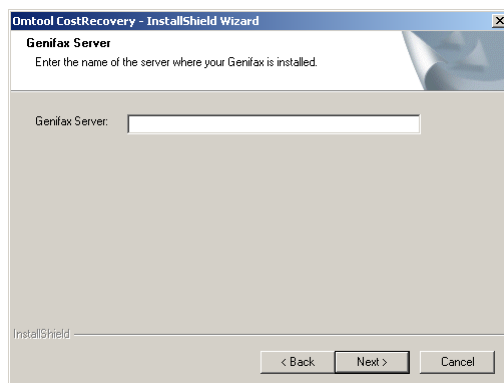 Omtool CostRecovery - InstallShield Wizard
Genifax Server
Enter the name of the server where your Genifax is installed.
Genifax Server:
InstallShield
< Back Next > Cancel